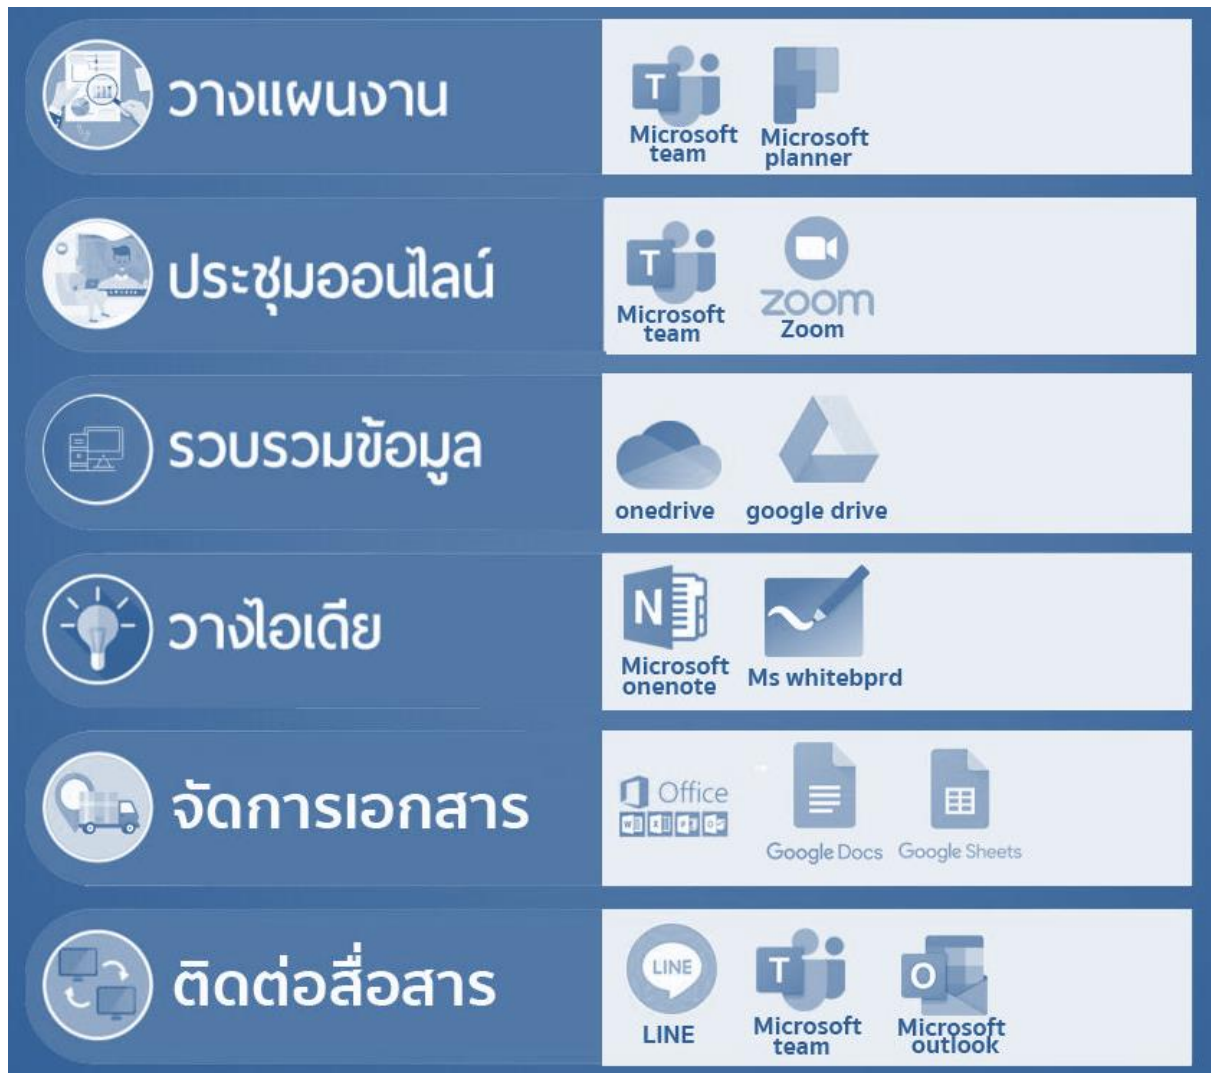 วางแผนงาน
T
Microsoft
team
Microsoft
planner
ประชุมออนไลน์
T
Microsoft
team
zoom
Zoom
รวบรวมข้อมูล
onedrive
google drive
วางไอเดีย
N
Microsoft
onenote
Ms whitebprd
จัดการเอกสาร
Office
Google Docs
Google Sheets
ติดต่อสื่อสาร
LINE
LINE
T
Microsoft
team
O
Microsoft
outlook